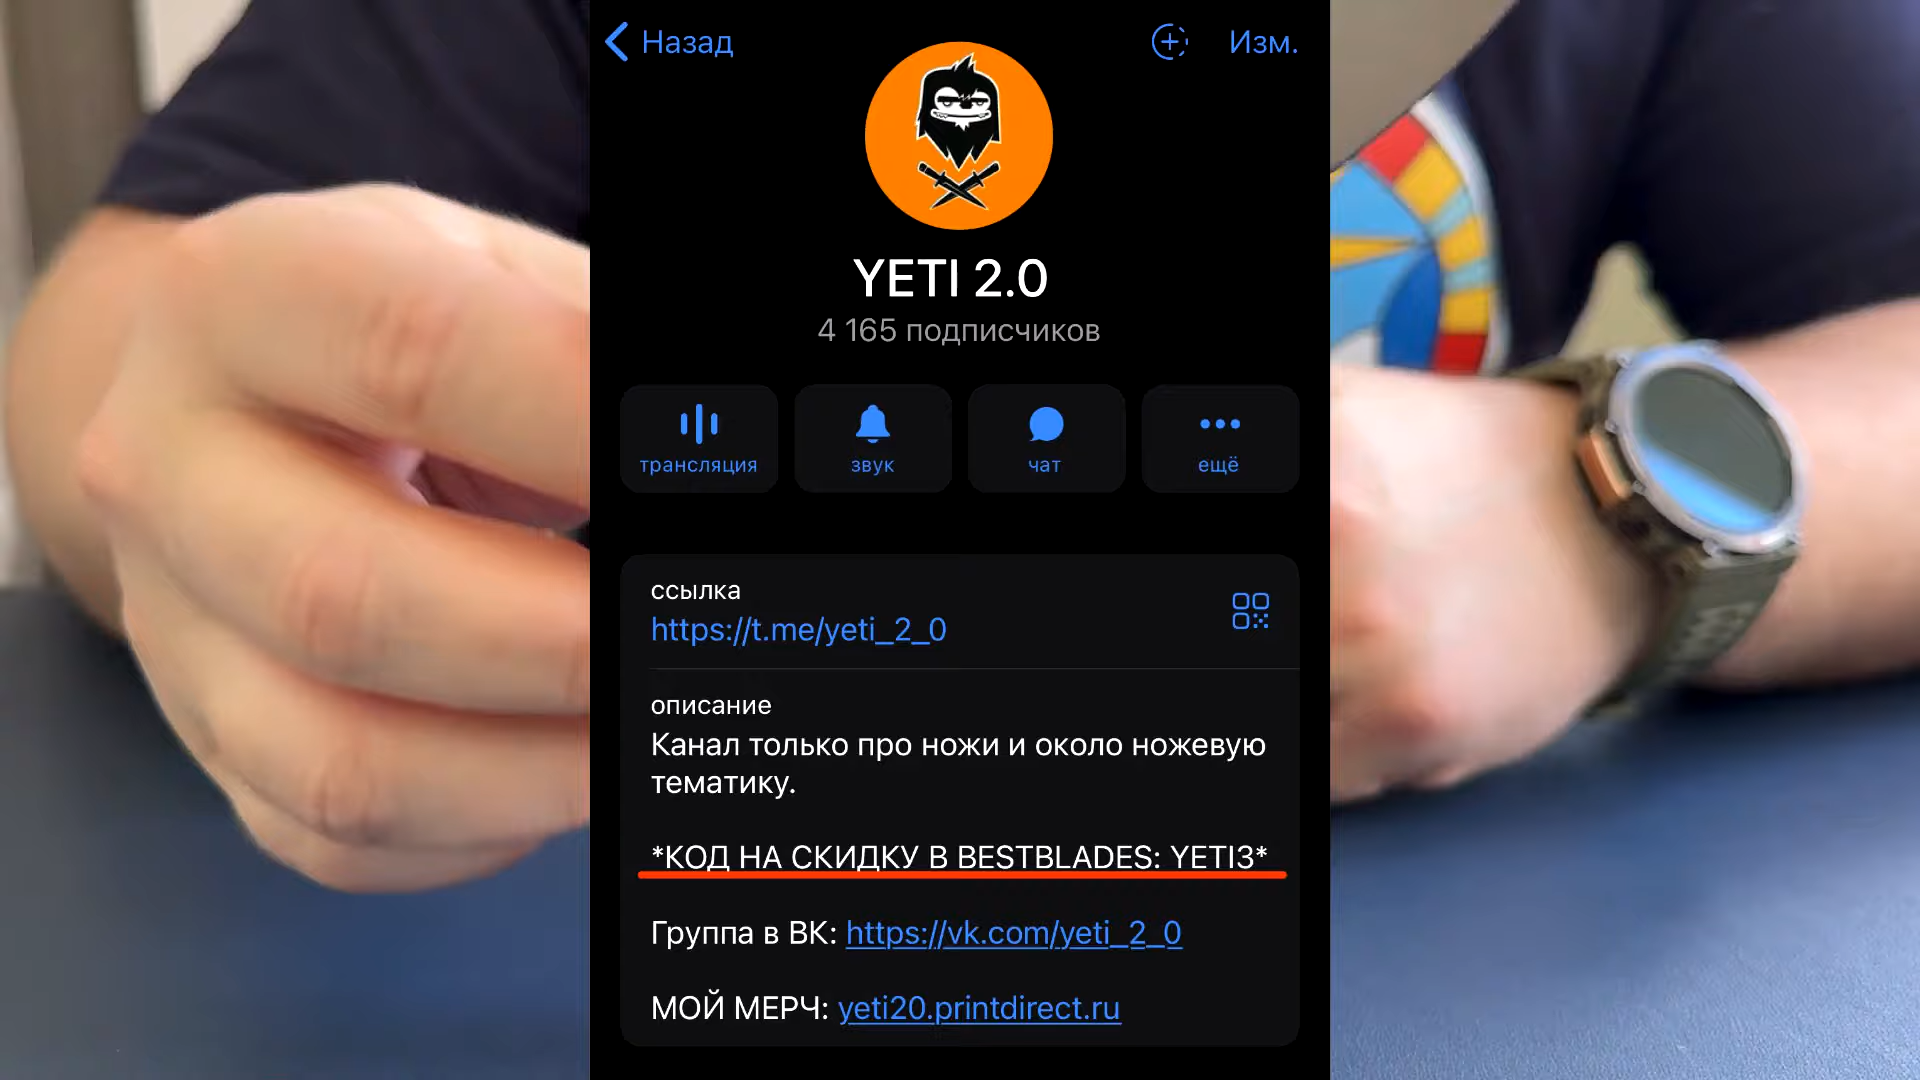 Назад
Изм.
YETI 2.0
4 165 подписчиков
трансляция
звук
чат
ещё
ссылка
https://t.me/yeti_2_0
описание
Канал только про ножи и около ножевую
тематику.
*КОД НА СКИДКУ В BESTBLADES: YETI3*
Группа в ВК: https://vk.com/yeti_2_0
МОЙ МЕРЧ: yeti20.printdirect.ru